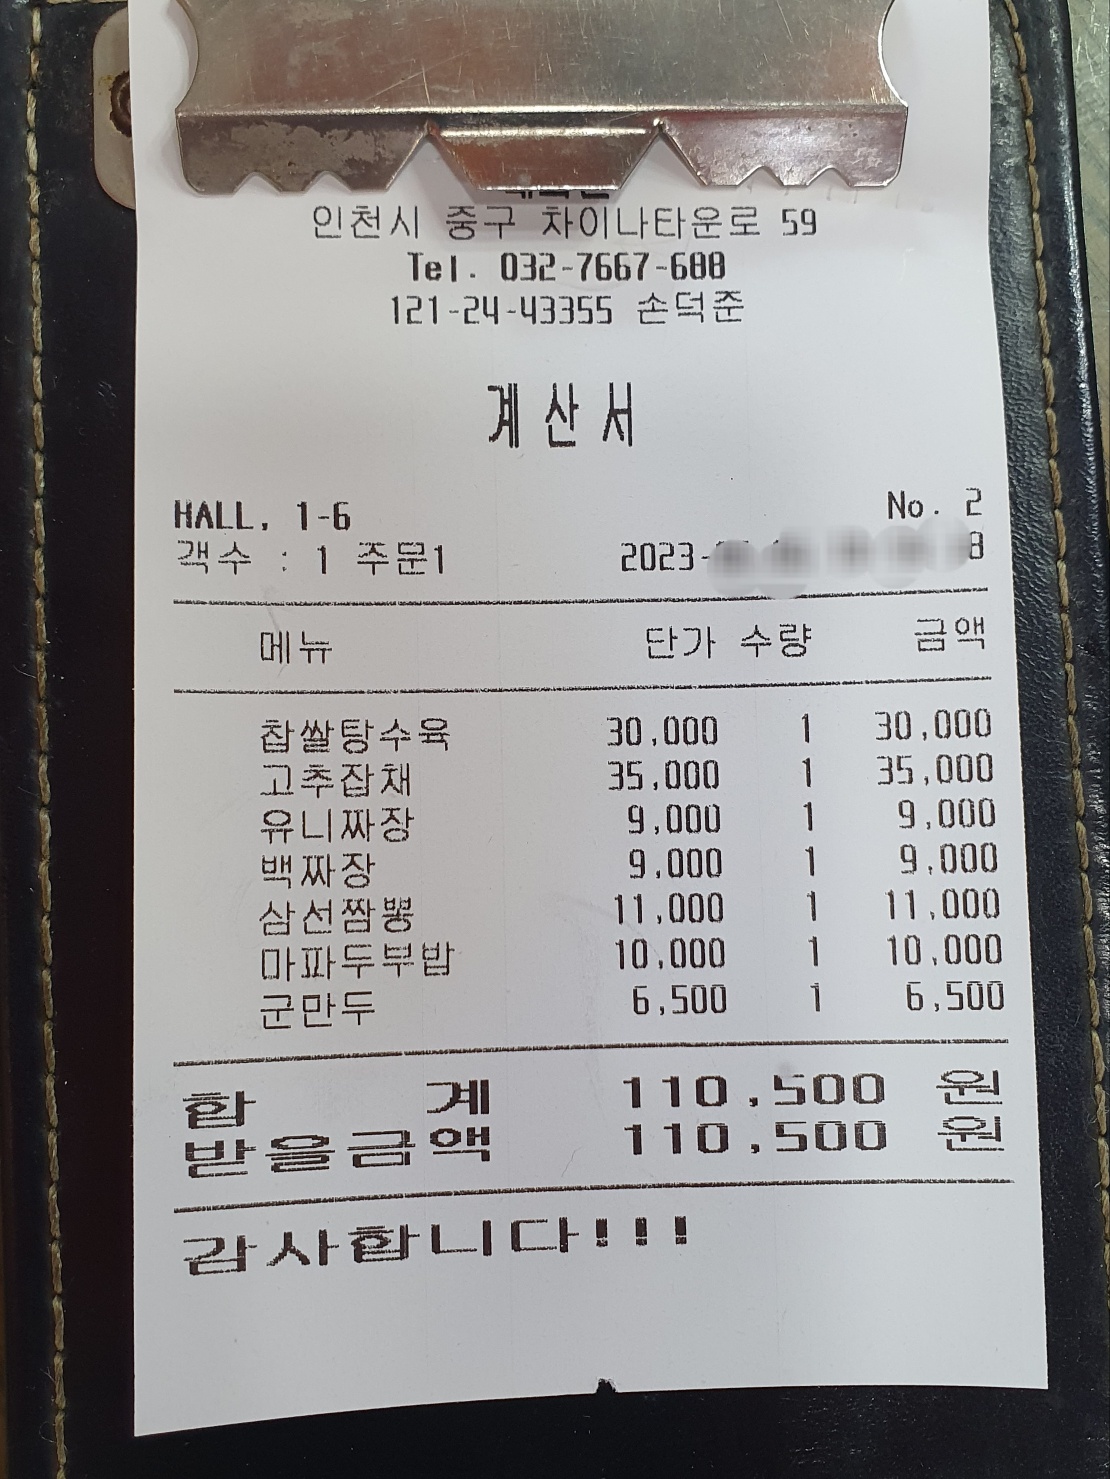 인천시 중구 차이나타운로 59
Tel. 032-7667-688
121-24-43355 손덕준
계산서
HALL, 1-6 No. 2
객수 : 1 주문1 2023- 8
메뉴 단가 수량 금액
찹쌀탕수육 30,000 1 30,000
고추잡채 35,000 1 35,000
유니짜장 9,000 1 9,000
백짜장 9,000 1 9,000
삼선짬뽕 11,000 1 11,000
마파두부밥 10,000 1 10,000
군만두 6,500 1 6,500
합 계 110,500 원
받을금액 110,500 원
감사합니다!!!